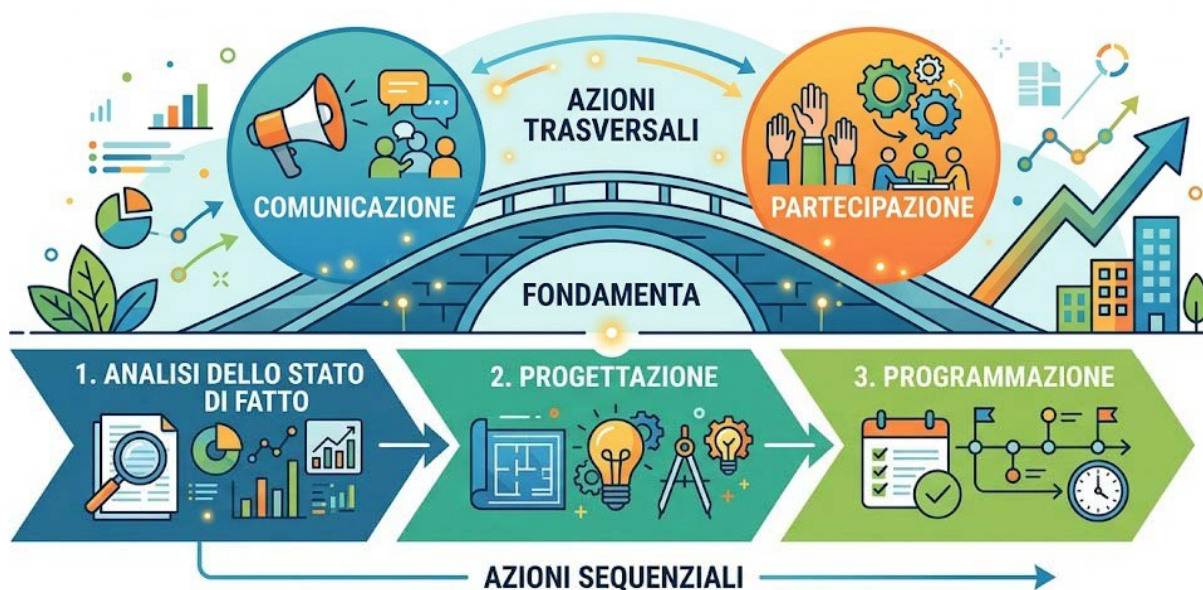 AZIONI
TRASVERSALI
COMUNICAZIONE
PARTECIPAZIONE
FONDAMENTA
1. ANALISI DELLO STATO
DI FATTO
2. PROGETTAZIONE
3. PROGRAMMAZIONE
AZIONI SEQUENZIALI